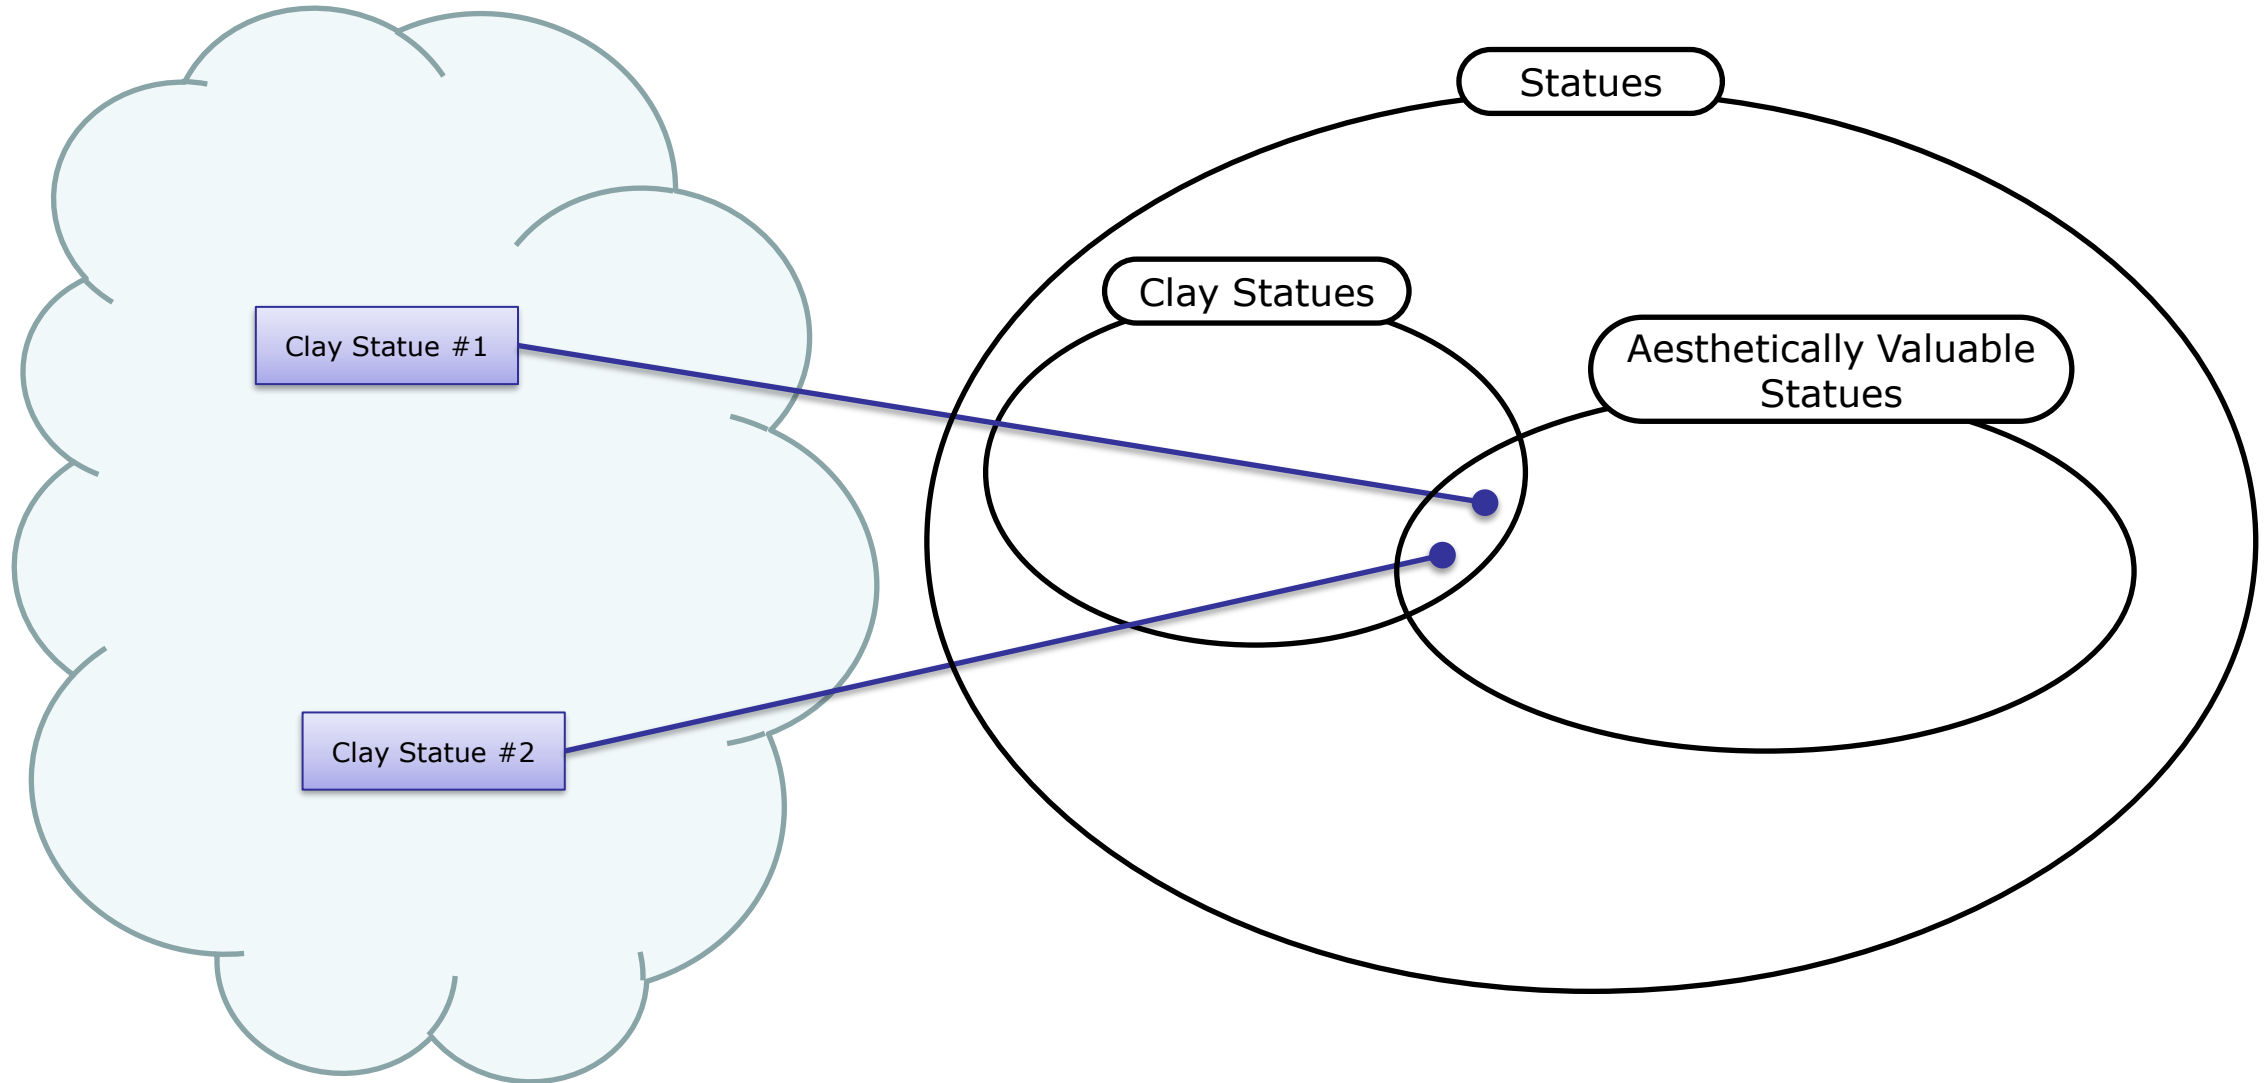 Statues
Clay Statues
Aesthetically Valuable
Statues
Clay Statue #1
Clay Statue #2